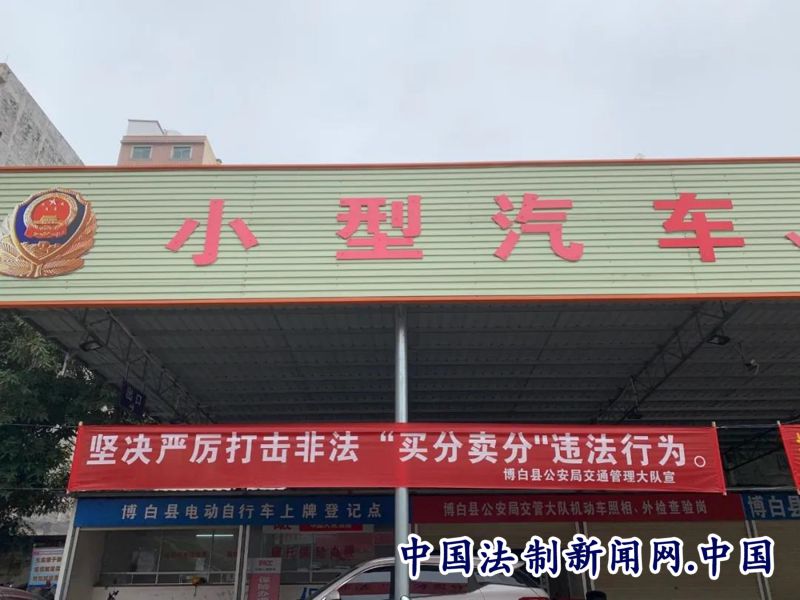 小型汽车、
出口
坚决严厉打击非法“买分卖分"违法行为。
博白县公安局交通管理大队宣
博白县电动自行车上牌登记点
博白县公安局交管大队机动车照相、外检查验岗
博白县
PICC
中国法制新闻网.中国